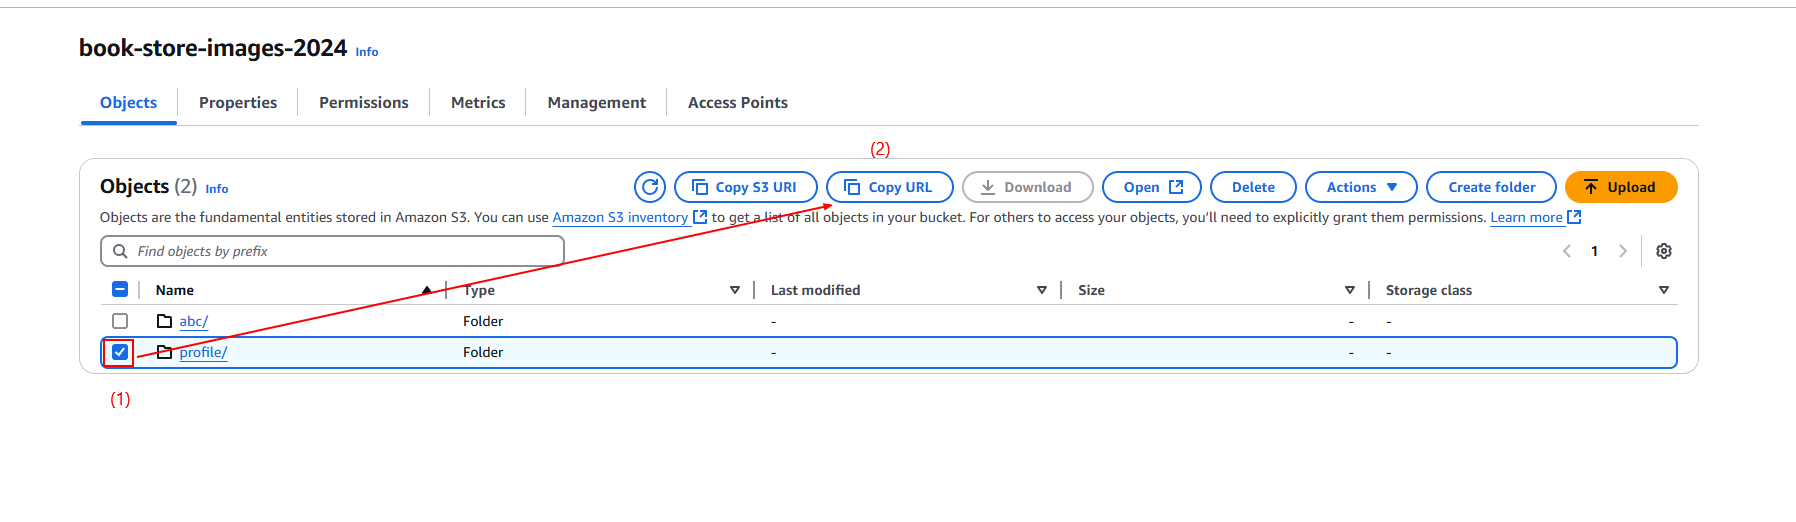 book-store-images-2024 Info
Objects Properties Permissions Metrics Management Access Points
(2)
Objects (2) Info Copy S3 URI Copy URL Download Open Delete Actions Create folder Upload
Objects are the fundamental entities stored in Amazon S3. You can use Amazon S3 inventory to get a list of all objects in your bucket. For others to access your objects, you'll need to explicitly grant them permissions. Learn more
Find objects by prefix 1
Name Type Last modified Size Storage class
abc/ Folder - - -
profile/ Folder - - -
(1)